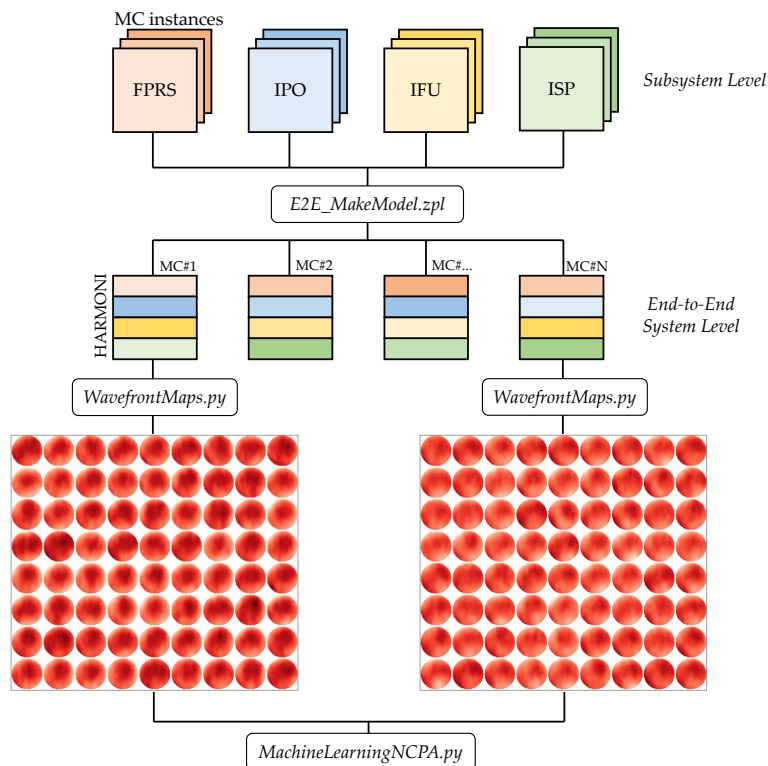 MC instances
FPRS
IPO
IFU
ISP
Subsystem Level
E2E_MakeModel.zpl
MC#1
MC#2
MC#...
MC#N
HARMONI
End-to-End
System Level
WavefrontMaps.py
WavefrontMaps.py
MachineLearningNCPA.py